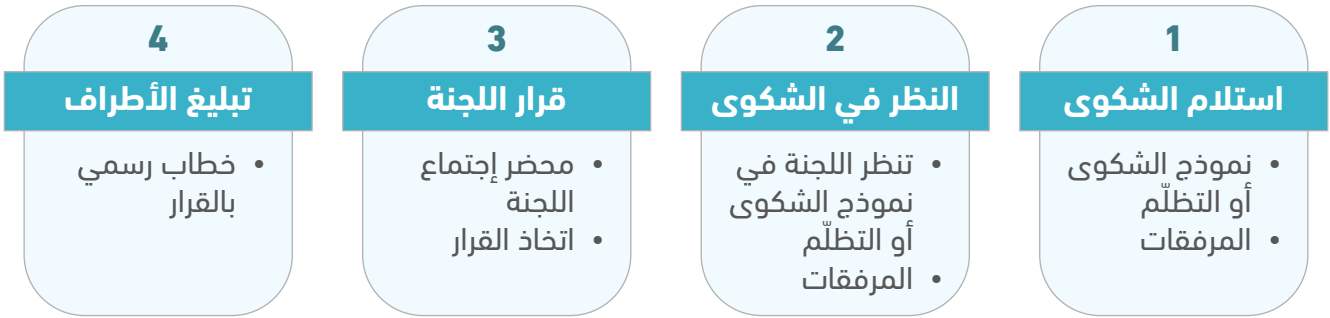 1
استلام الشكوى
• نموذج الشكوى
أو التظلّم
• المرفقات
2
النظر في الشكوى
• تنظر اللجنة في
نموذج الشكوى
أو التظلّم
• المرفقات
3
قرار اللجنة
• محضر إجتماع
اللجنة
• اتخاذ القرار
4
تبليغ الأطراف
• خطاب رسمي
بالقرار